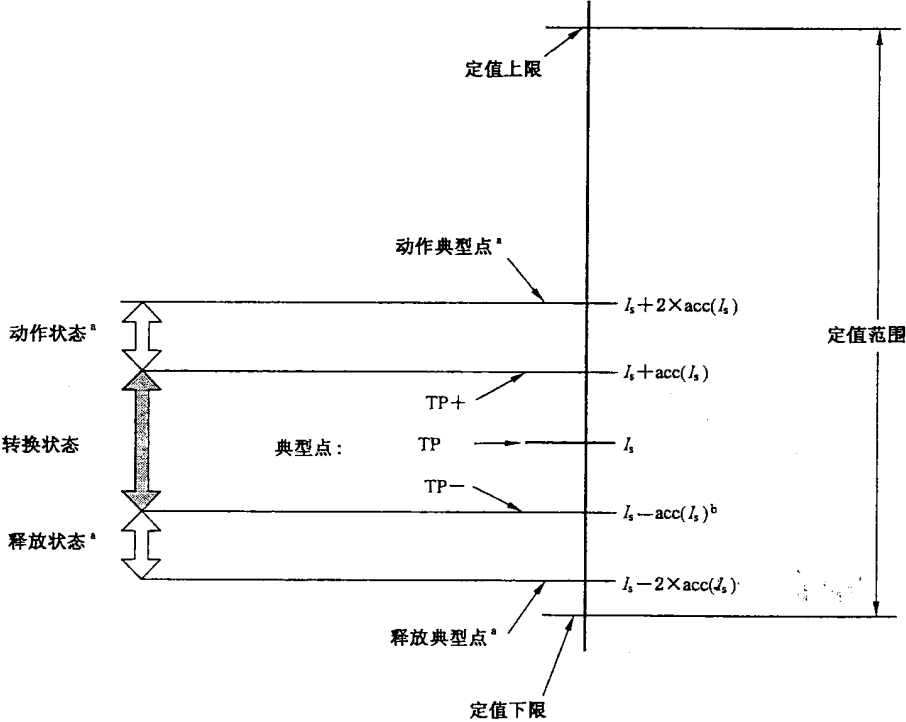 定值上限
动作典型点ᵃ
Iₛ+2×acc(Iₛ)
动作状态ᵃ
定值范围
Iₛ+acc(Iₛ)
TP+
转换状态
典型点:
TP
Iₛ
TP−
Iₛ−acc(Iₛ)ᵇ
释放状态ᵃ
Iₛ−2×acc(Iₛ)
释放典型点ᵃ
定值下限